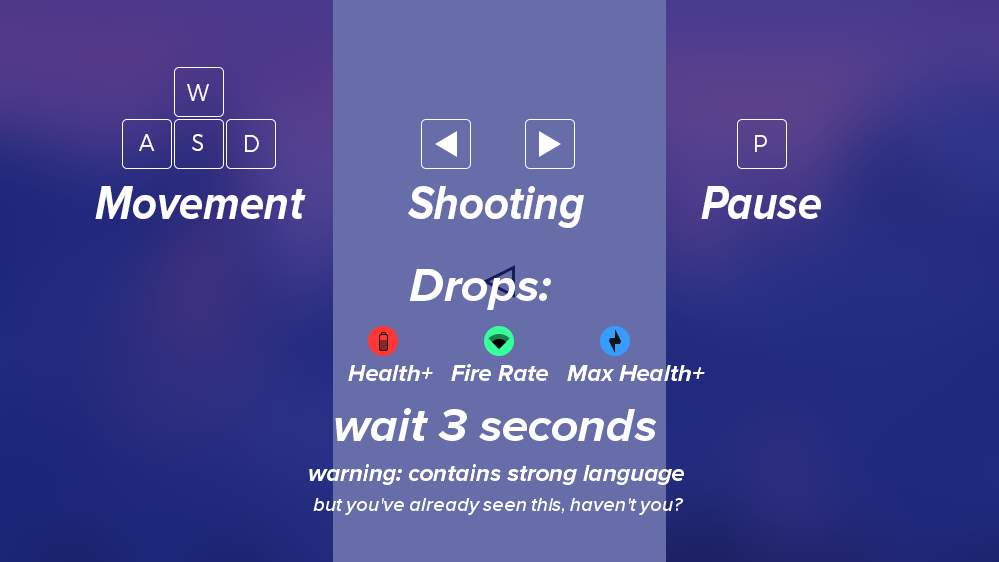 W
A S D P
Movement Shooting Pause
Drops:
Health+ Fire Rate Max Health+
wait 3 seconds
warning: contains strong language
but you've already seen this, haven't you?